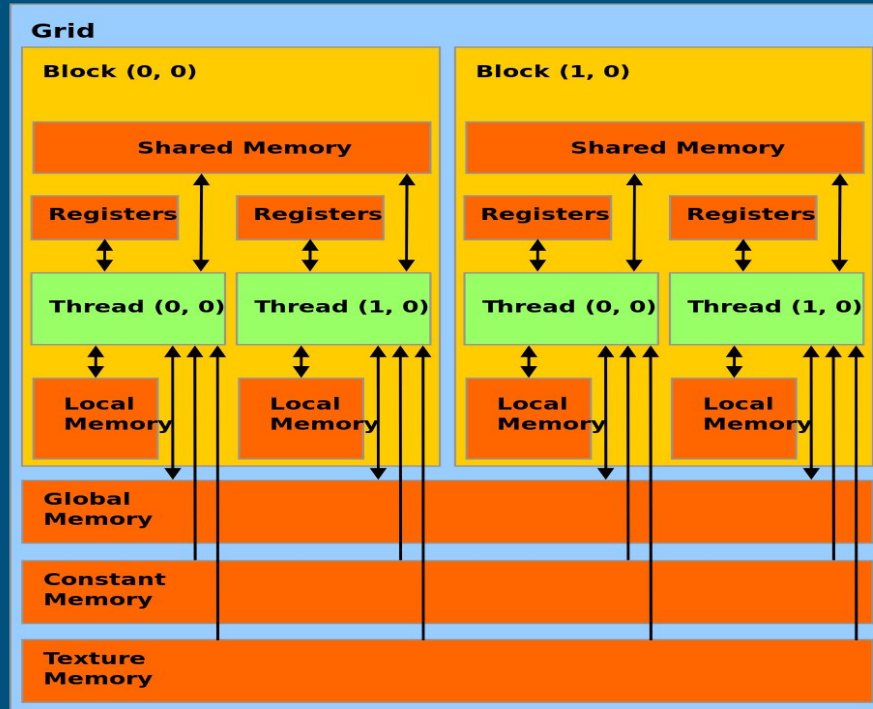 Grid
Block (0, 0)
Block (1, 0)
Shared Memory
Shared Memory
Registers
Registers
Registers
Registers
Thread (0, 0)
Thread (1, 0)
Thread (0, 0)
Thread (1, 0)
Local
Memory
Local
Memory
Local
Memory
Local
Memory
Global
Memory
Constant
Memory
Texture
Memory